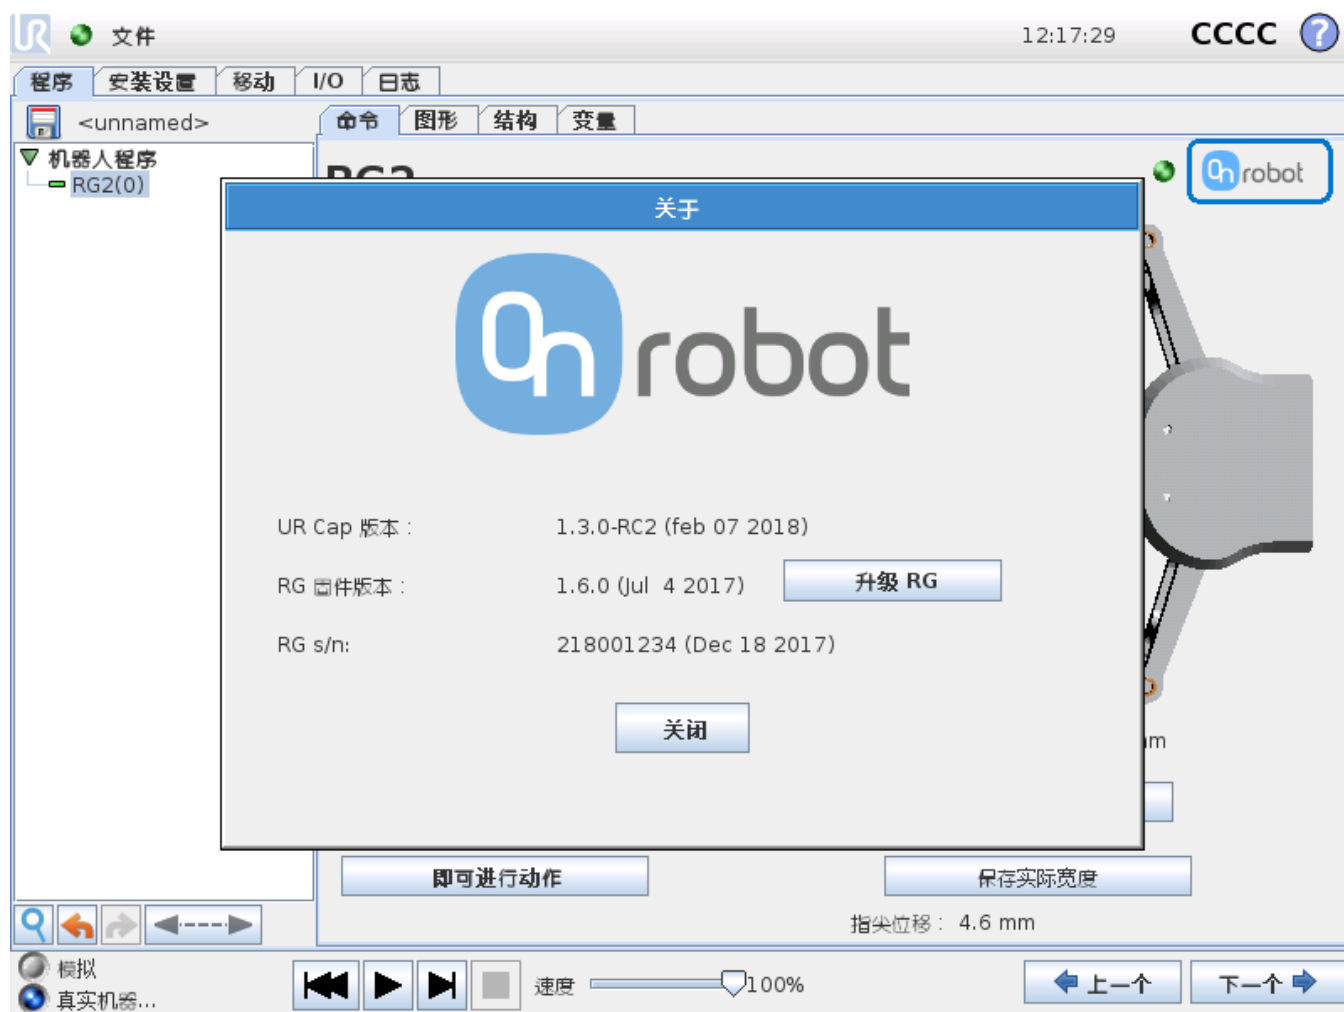 UR 文件 12:17:29 CCCC ?
程序 安装设置 移动 I/O 日志
<unnamed> 命令 图形 结构 变量
机器人程序
RG2(0)
RG2
On robot
关于
On robot
UR Cap 版本 : 1.3.0-RC2 (feb 07 2018)
RG 固件版本 : 1.6.0 (Jul 4 2017) 升级 RG
RG s/n: 218001234 (Dec 18 2017)
关闭
mm
即可进行动作 保存实际宽度
指尖位移 : 4.6 mm
模拟
真实机器...
速度 100% 上一个 下一个